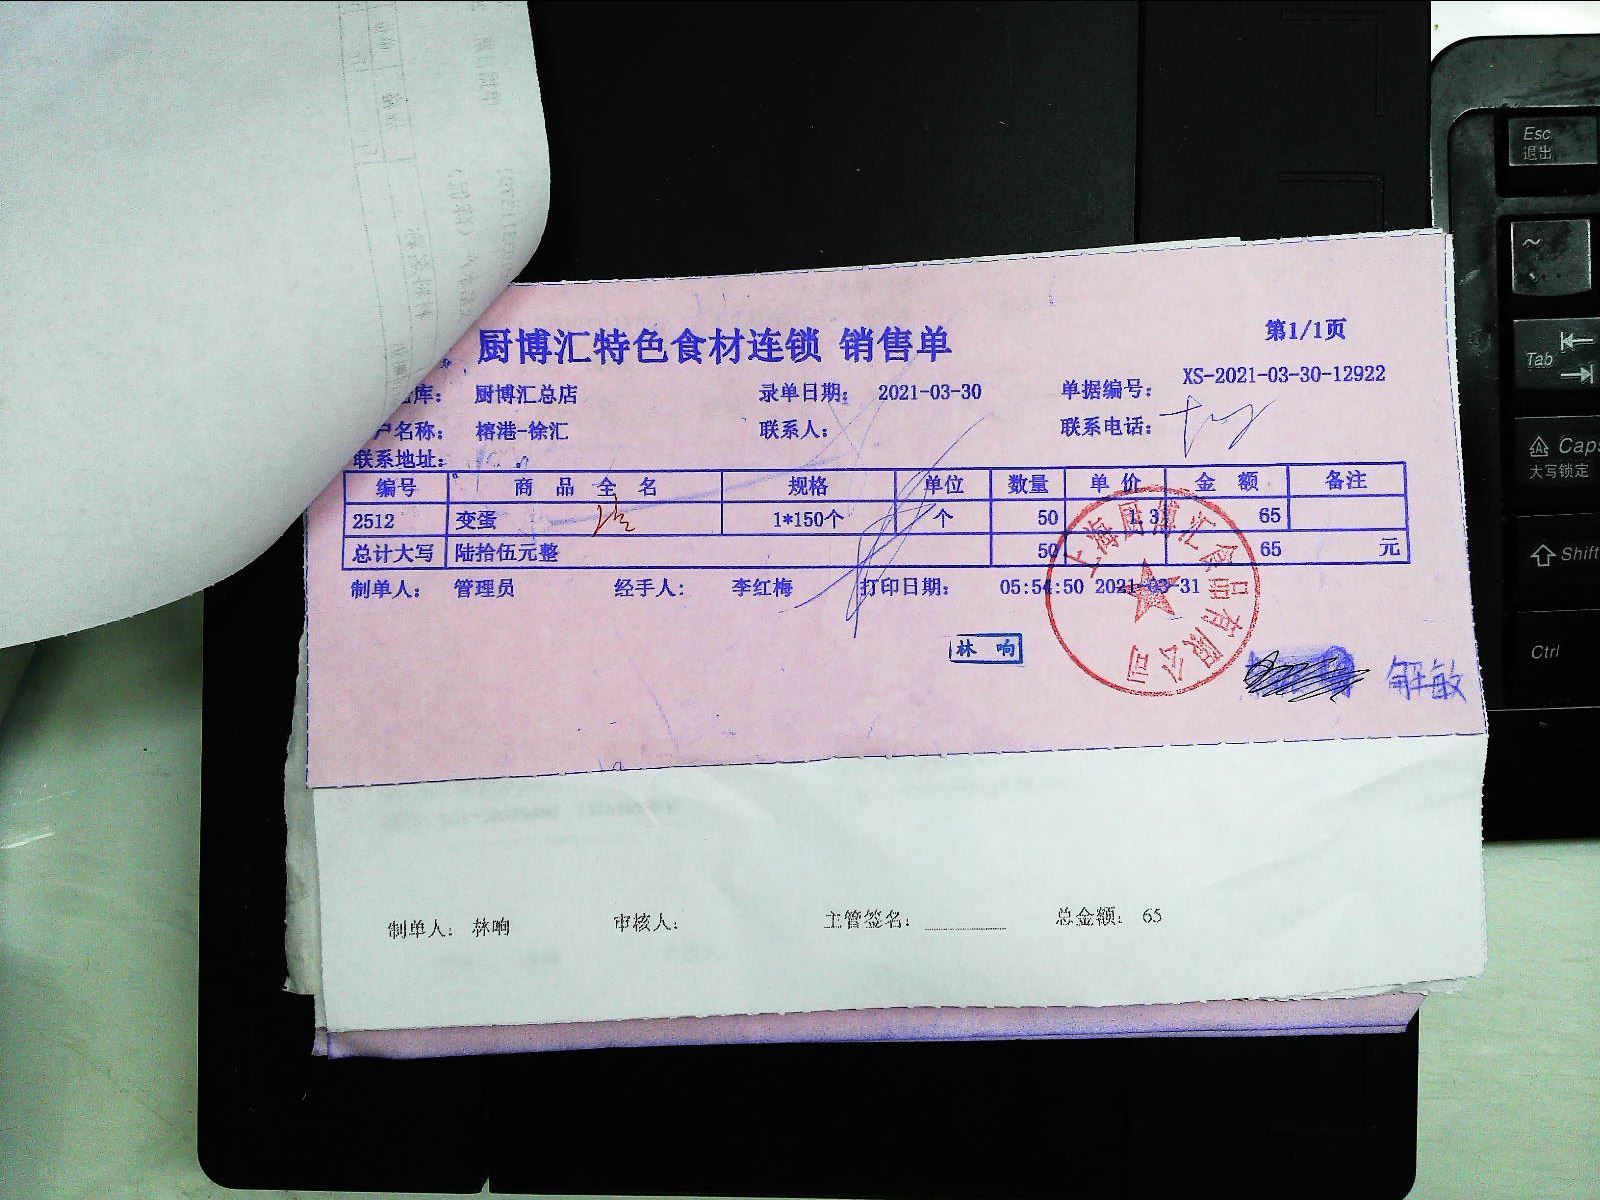 厨博汇特色食材连锁 销售单
第1/1页
库： 厨博汇总店 录单日期： 2021-03-30 单据编号： XS-2021-03-30-12922
户名称： 榕港-徐汇 联系人： 联系电话：
联系地址：
编号 商品全名 规格 单位 数量 单价 金额 备注
2512 变蛋 1*150个 个 50 1.3 65
总计大写 陆拾伍元整 50 65 元
制单人： 管理员 经手人： 李红梅 打印日期： 05:54:50 2021-03-31
上海厨博汇食品有限公司
林响
解敏
制单人： 林响 审核人： 主管签名： 总金额： 65
Esc
退出
~
Tab
Caps
大写锁定
Shift
Ctrl